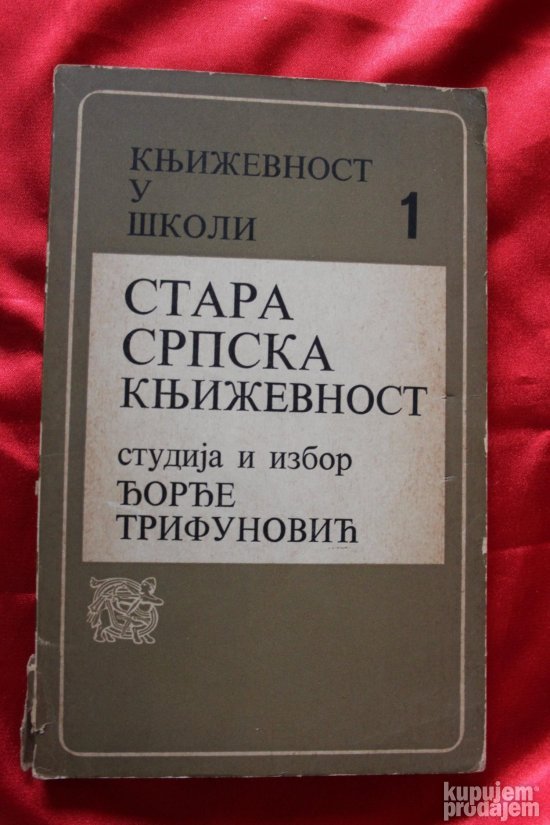 КЊИЖЕВНОСТ
У
ШКОЛИ
1
СТАРА
СРПСКА
КЊИЖЕВНОСТ
студија и избор
ЂОРЂЕ
ТРИФУНОВИЋ
kupujem
prodajem